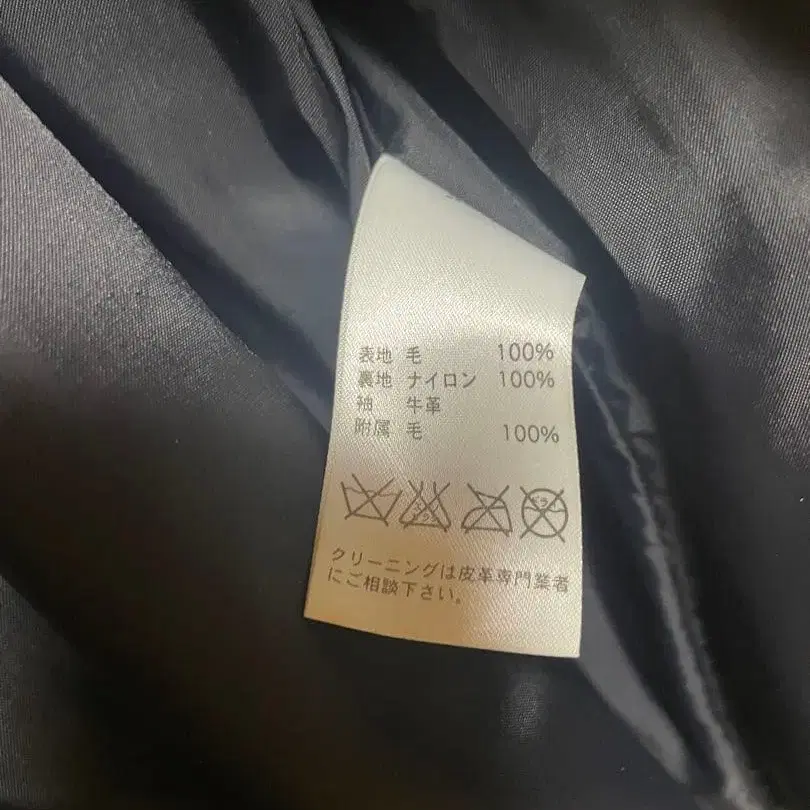 表地 毛 100%
裏地 ナイロン 100%
袖 牛革
附属 毛 100%
クリーニングは皮革専門業者
にご相談下さい。